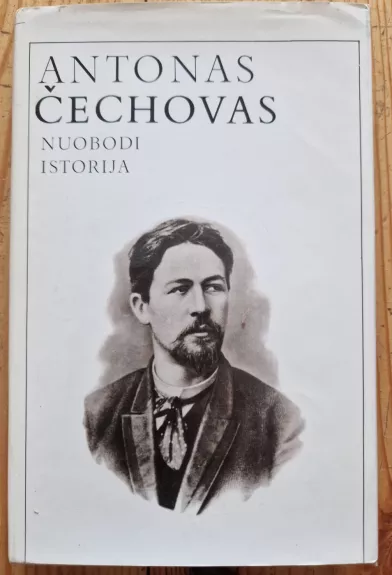 ANTONAS
ČECHOVAS
NUOBODI
ISTORIJA